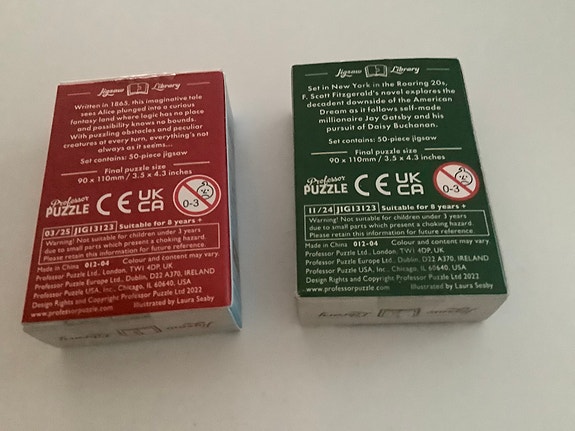 Jigsaw Library
Written in 1865, this imaginative tale
sees Alice plunged into a curious
fantasy land where logic has no place
and possibility knows no bounds.
With puzzling obstacles and peculiar
creatures at every turn, everything's not
always as it seems...
Set contains: 50-piece jigsaw
Final puzzle size
90 x 110mm / 3.5 x 4.3 inches
Professor
PUZZLE
CE
UK
CA
0-3
03/25 JIG13123 Suitable for 8 years +
Warning! Not suitable for children under 3 years
due to small parts which present a choking hazard.
Please retain this information for future reference.
Made in China 012-04 Colour and content may vary.
Professor Puzzle Ltd., London, TW1 4DP, UK
Professor Puzzle Europe Ltd., Dublin, D22 A370, IRELAND
Professor Puzzle USA, Inc., Chicago, IL 60640, USA
Design Rights and Copyright Professor Puzzle Ltd 2022
www.professorpuzzle.com Illustrated by Laura Seaby
Jigsaw Library
Jigsaw Library
Set in New York in the Roaring 20s,
F. Scott Fitzgerald's novel explores the
decadent downside of the American
Dream as it follows self-made
millionaire Jay Gatsby and his
pursuit of Daisy Buchanan.
Set contains: 50-piece jigsaw
Final puzzle size
90 x 110mm / 3.5 x 4.3 inches
Professor
PUZZLE
CE
UK
CA
0-3
11/24 JIG13123 Suitable for 8 years +
Warning! Not suitable for children under 3 years
due to small parts which present a choking hazard.
Please retain this information for future reference.
Made in China 012-04 Colour and content may vary.
Professor Puzzle Ltd., London, TW1 4DP, UK
Professor Puzzle Europe Ltd., Dublin, D22 A370, IRELAND
Professor Puzzle USA, Inc., Chicago, IL 60640, USA
Design Rights and Copyright Professor Puzzle Ltd 2022
www.professorpuzzle.com Illustrated by Laura Seaby
Jigsaw Library